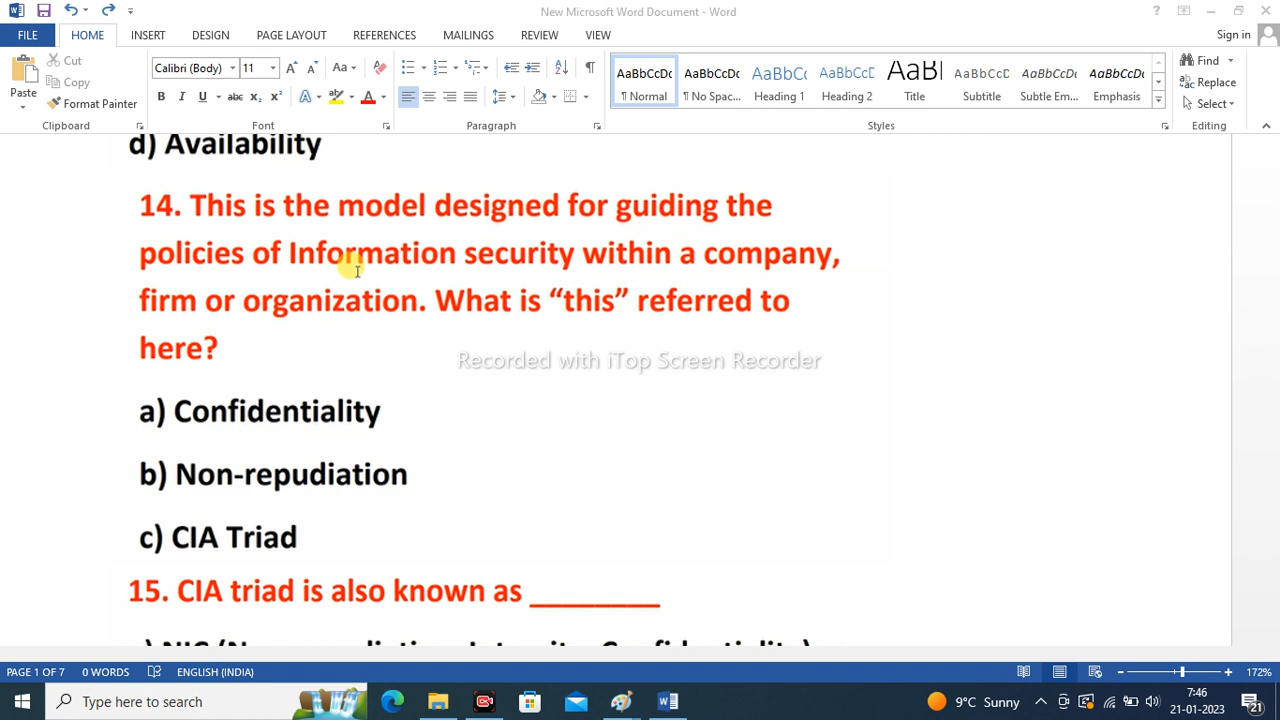 New Microsoft Word Document - Word
FILE HOME INSERT DESIGN PAGE LAYOUT REFERENCES MAILINGS REVIEW VIEW Sign in
Cut
Copy
Format Painter
Paste
Calibri (Body) 11
AaBbCcDc AaBbCcDc AaBbCc AaBbCcC AaBl AaBbCcD AaBbCcDc AaBbCcDc
¶ Normal ¶ No Spac... Heading 1 Heading 2 Title Subtitle Subtle Em... Emphasis
Find
Replace
Select
Clipboard Font Paragraph Styles Editing
d) Availability
14. This is the model designed for guiding the
policies of Information security within a company,
firm or organization. What is “this” referred to
here?
Recorded with iTop Screen Recorder
a) Confidentiality
b) Non-repudiation
c) CIA Triad
15. CIA triad is also known as ________
PAGE 1 OF 7 0 WORDS ENGLISH (INDIA) 172%
Type here to search
9°C Sunny
7:46
21-01-2023
21